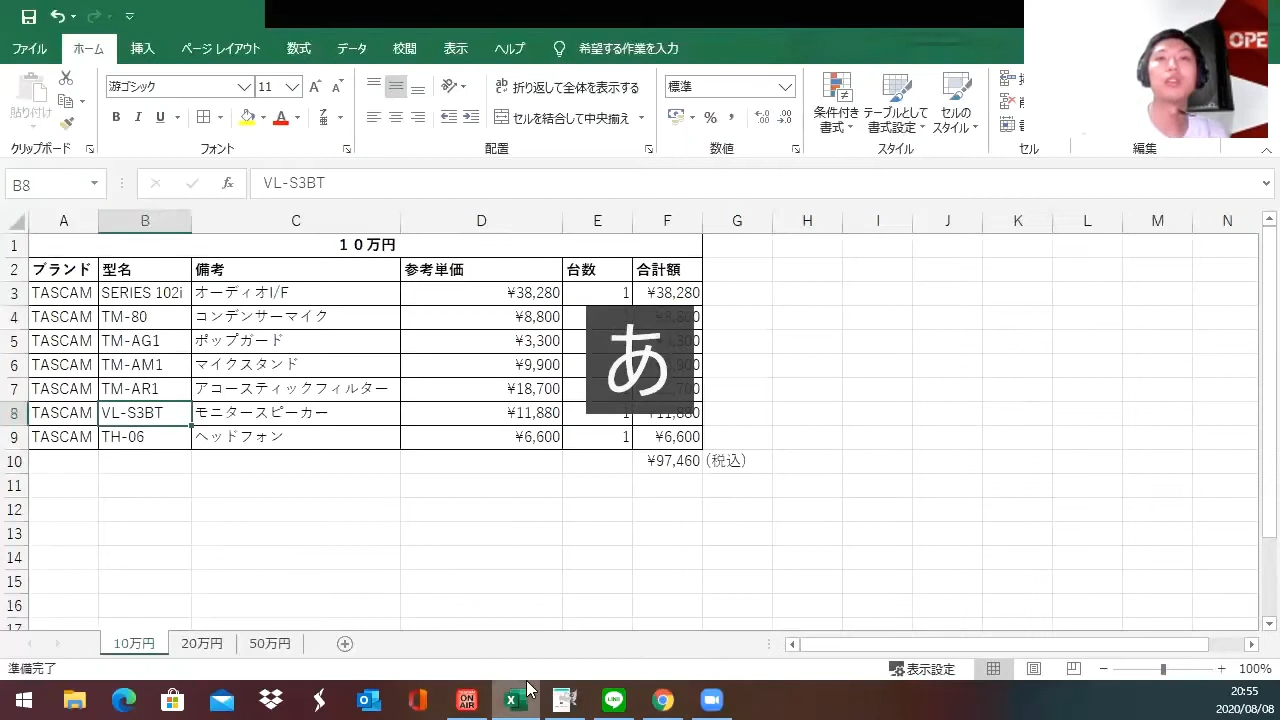 ファイル ホーム 挿入 ページ レイアウト 数式 データ 校閲 表示 ヘルプ 希望する作業を入力
OPE
貼り付け
游ゴシック 11
B I U
折り返して全体を表示する
セルを結合して中央揃え
標準
% ,
条件付き書式 テーブルとして書式設定 セルのスタイル
クリップボード フォント 配置 数値 スタイル セル 編集
B8 fx VL-S3BT
A B C D E F G H I J K L M N
1 １０万円
2 ブランド 型名 備考 参考単価 台数 合計額
3 TASCAM SERIES 102i オーディオI/F ¥38,280 1 ¥38,280
4 TASCAM TM-80 コンデンサーマイク ¥8,800
5 TASCAM TM-AG1 ポップガード ¥3,300
6 TASCAM TM-AM1 マイクスタンド ¥9,900
7 TASCAM TM-AR1 アコースティックフィルター ¥18,700
8 TASCAM VL-S3BT モニタースピーカー ¥11,880 1 ¥11,880
9 TASCAM TH-06 ヘッドフォン ¥6,600 1 ¥6,600
あ
10 ¥97,460 (税込)
11
12
13
14
15
16
17
10万円 20万円 50万円
準備完了 表示設定 100%
ON AIR
LINE
20:55
2020/08/08